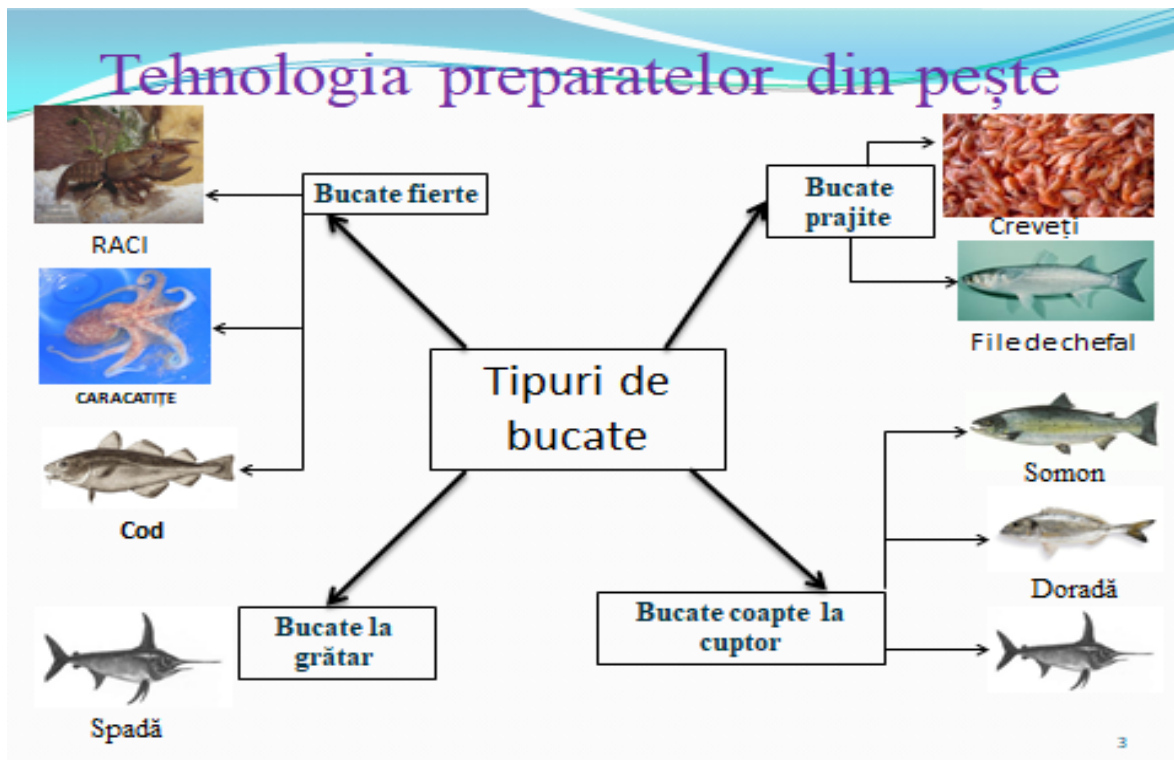 Tehnologia preparatelor din pește
Bucate fierte
RACI
CARACATIȚE
Cod
Bucate
prajite
Creveți
File de chefal
Tipuri de
bucate
Somon
Doradă
Bucate coapte la
cuptor
Bucate la
grătar
Spadă
3